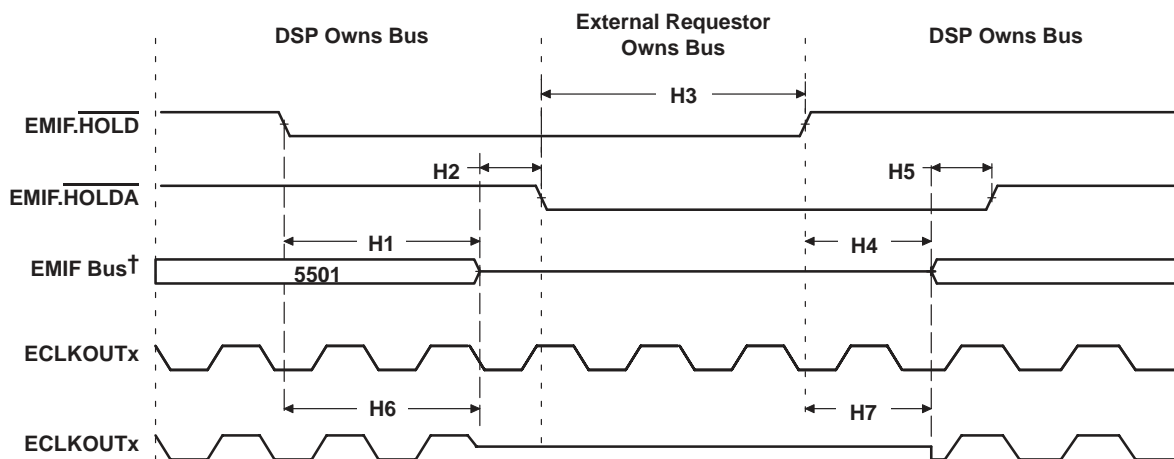 DSP Owns Bus
External Requestor
Owns Bus
DSP Owns Bus
H3
EMIF.HOLD
H2
H5
EMIF.HOLDA
H1
H4
EMIF Bus†
5501
ECLKOUTx
H6
H7
ECLKOUTx